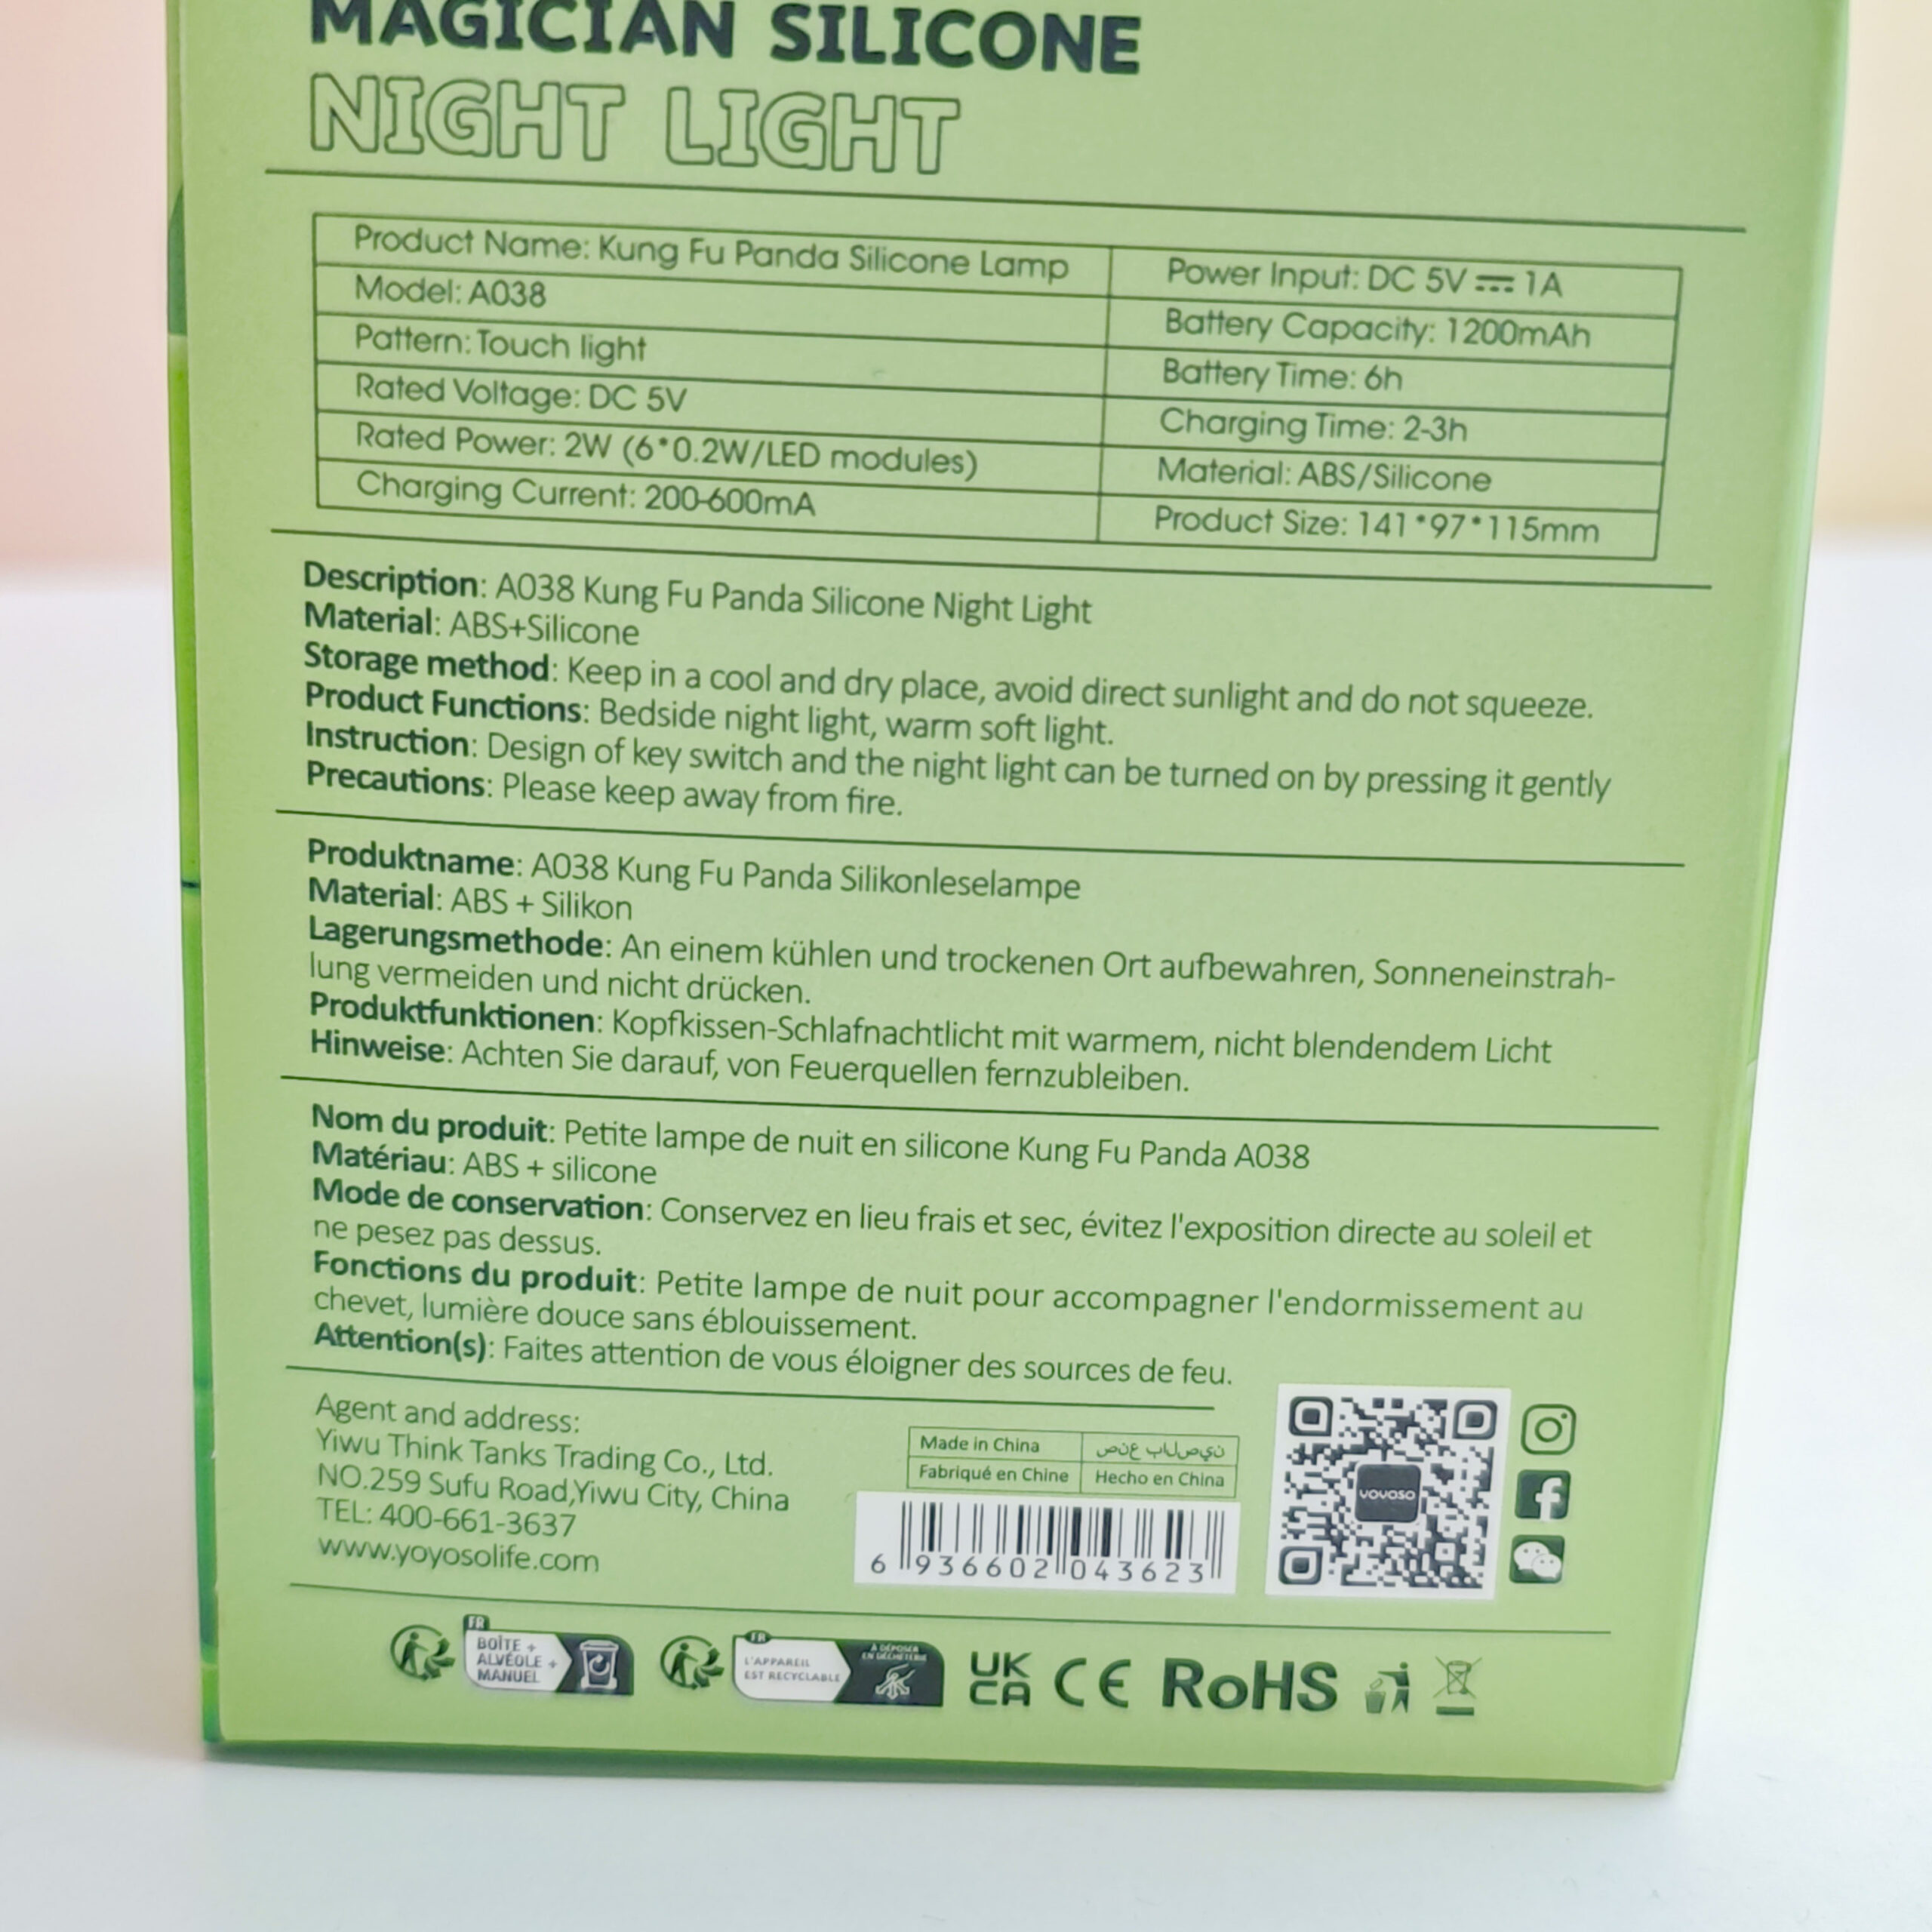 MAGICIAN SILICONE
NIGHT LIGHT
Product Name: Kung Fu Panda Silicone Lamp
Model: A038
Pattern: Touch light
Rated Voltage: DC 5V
Rated Power: 2W (6*0.2W/LED modules)
Charging Current: 200-600mA
Power Input: DC 5V ⎓ 1A
Battery Capacity: 1200mAh
Battery Time: 6h
Charging Time: 2-3h
Material: ABS/Silicone
Product Size: 141*97*115mm
Description: A038 Kung Fu Panda Silicone Night Light
Material: ABS+Silicone
Storage method: Keep in a cool and dry place, avoid direct sunlight and do not squeeze.
Product Functions: Bedside night light, warm soft light.
Instruction: Design of key switch and the night light can be turned on by pressing it gently
Precautions: Please keep away from fire.
Produktname: A038 Kung Fu Panda Silikonleselampe
Material: ABS + Silikon
Lagerungsmethode: An einem kühlen und trockenen Ort aufbewahren, Sonneneinstrah-
lung vermeiden und nicht drücken.
Produktfunktionen: Kopfkissen-Schlafnachtlicht mit warmem, nicht blendendem Licht
Hinweise: Achten Sie darauf, von Feuerquellen fernzubleiben.
Nom du produit: Petite lampe de nuit en silicone Kung Fu Panda A038
Matériau: ABS + silicone
Mode de conservation: Conservez en lieu frais et sec, évitez l'exposition directe au soleil et
ne pesez pas dessus.
Fonctions du produit: Petite lampe de nuit pour accompagner l'endormissement au
chevet, lumière douce sans éblouissement.
Attention(s): Faites attention de vous éloigner des sources de feu.
Agent and address:
Yiwu Think Tanks Trading Co., Ltd.
NO.259 Sufu Road,Yiwu City, China
TEL: 400-661-3637
www.yoyosolife.com
Made in China
Fabriqué en Chine
Hecho en China
6 936602 043623
YOYOSO
FR
BOÎTE +
ALVÉOLE +
MANUEL
FR
L'APPAREIL
EST RECYCLABLE
À DÉPOSER
EN DÉCHÈTERIE
UK
CA
CE
RoHS